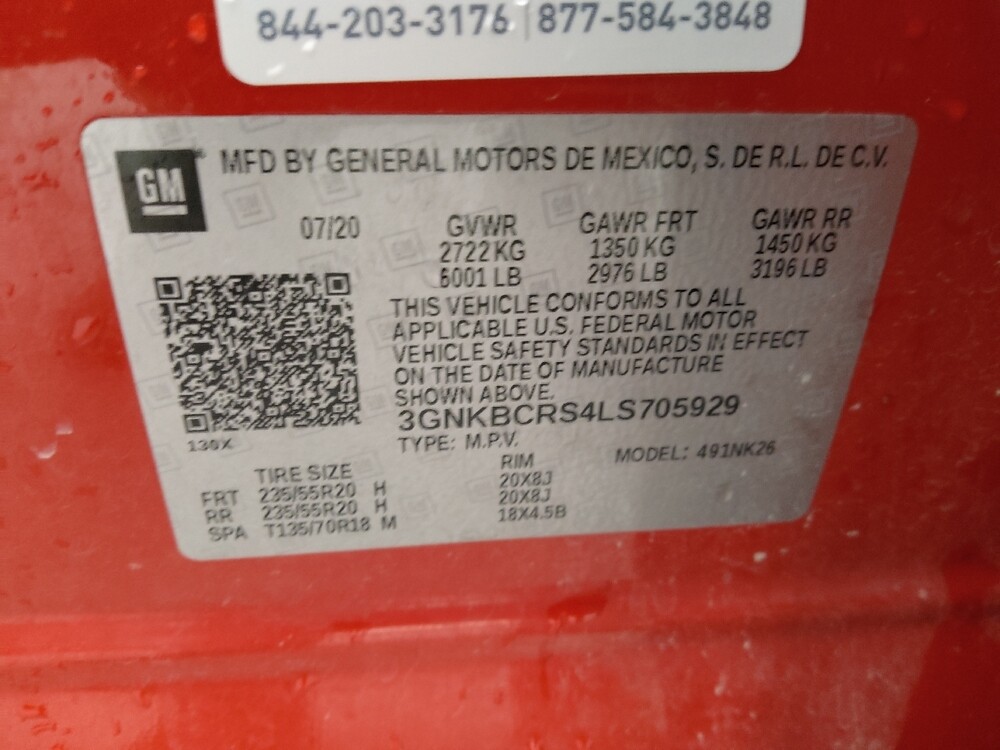 844-203-3176 | 877-584-3848
GM MFD BY GENERAL MOTORS DE MEXICO, S. DE R.L. DE C.V.
07/20 GVWR GAWR FRT GAWR RR
2722 KG 1350 KG 1450 KG
6001 LB 2976 LB 3196 LB
THIS VEHICLE CONFORMS TO ALL
APPLICABLE U.S. FEDERAL MOTOR
VEHICLE SAFETY STANDARDS IN EFFECT
ON THE DATE OF MANUFACTURE
SHOWN ABOVE.
3GNKBCRS4LS705929
130X
TYPE: M.P.V. MODEL: 491NK26
TIRE SIZE RIM
FRT 235/55R20 H 20X8J
RR 235/55R20 H 20X8J
SPA T135/70R18 M 18X4.5B